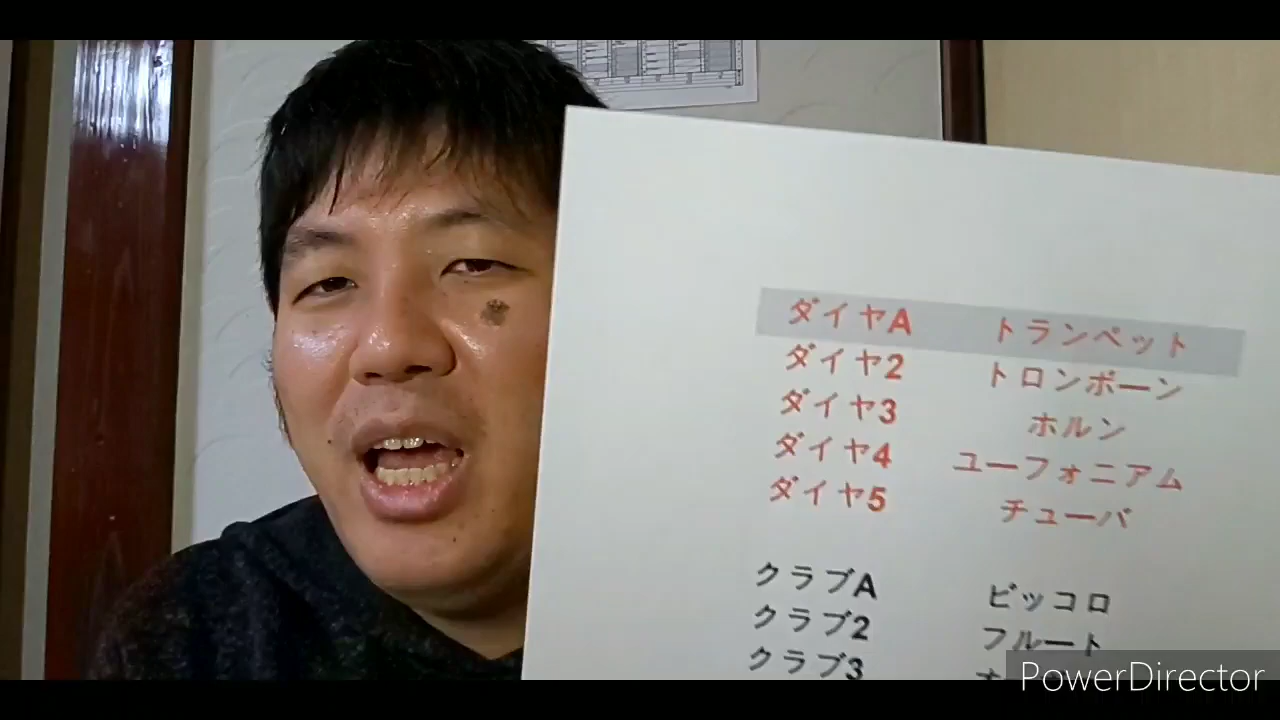 ダイヤA トランペット
ダイヤ2 トロンボーン
ダイヤ3 ホルン
ダイヤ4 ユーフォニアム
ダイヤ5 チューバ
クラブA ピッコロ
クラブ2 フルート
クラブ3
PowerDirector